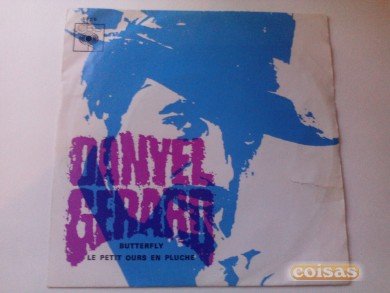 DANYEL
GERARD
BUTTERFLY
LE PETIT OURS EN PLUCHE
coisas